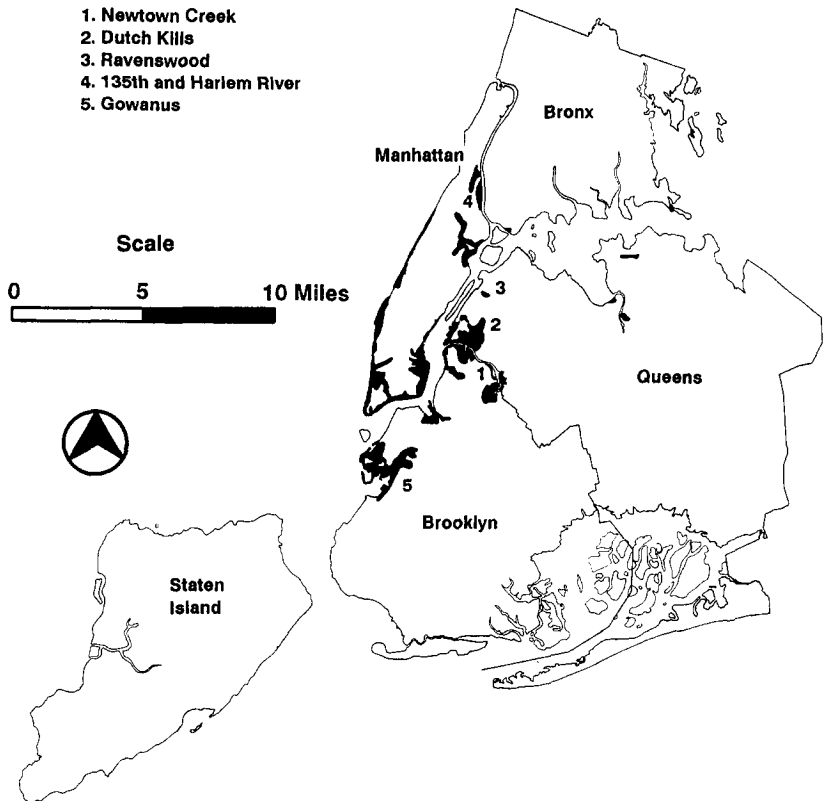 1. Newtown Creek
2. Dutch Kills
3. Ravenswood
4. 135th and Harlem River
5. Gowanus
Bronx
Manhattan
4
Scale
0 5 10 Miles
3
2
1
Queens
5
Brooklyn
Staten
Island